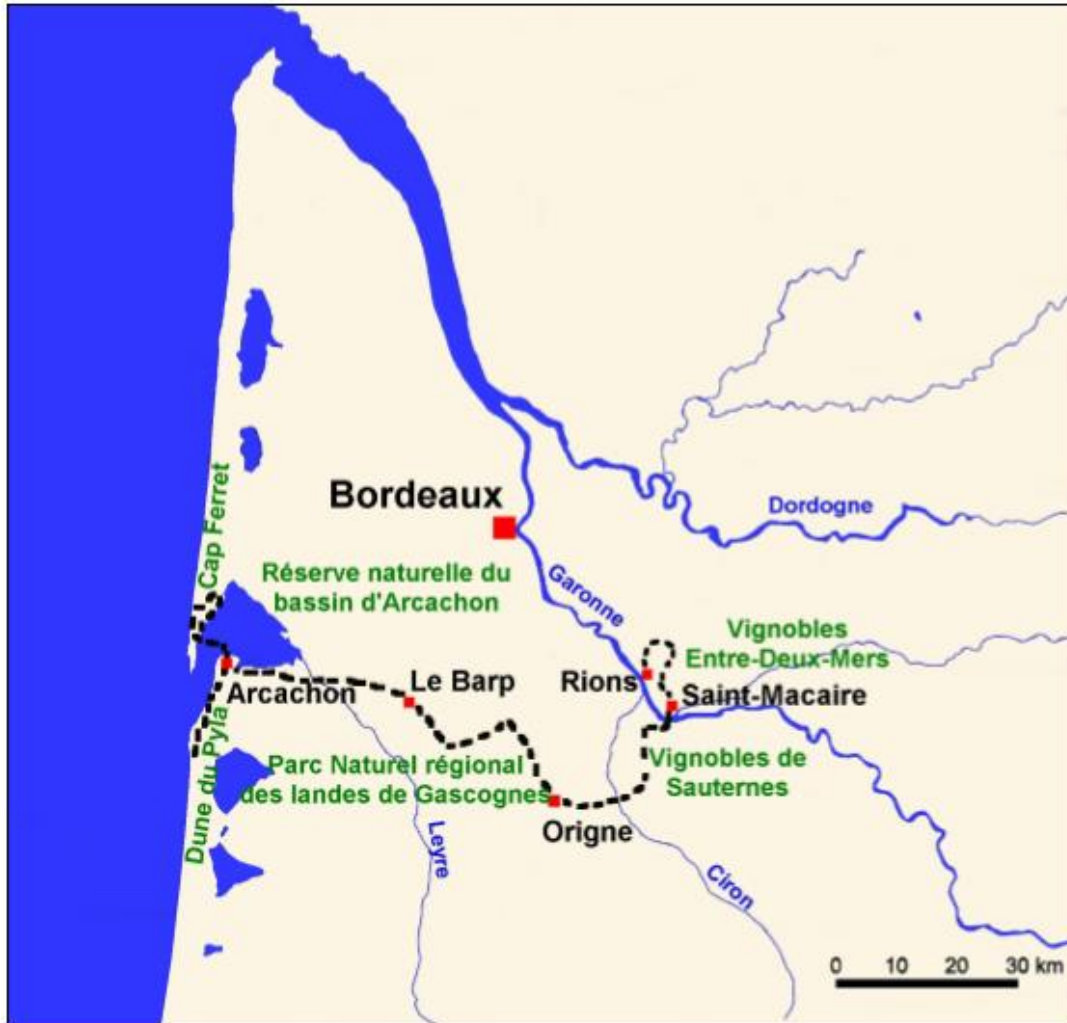 Bordeaux
Dordogne
Cap Ferret
Réserve naturelle du
bassin d'Arcachon
Garonne
Vignobles
Entre-Deux-Mers
Rions
Saint-Macaire
Arcachon
Le Barp
Dune du Pyla
Parc Naturel régional
des landes de Gascognes
Vignobles de
Sauternes
Origne
Leyre
Ciron
0 10 20 30 km